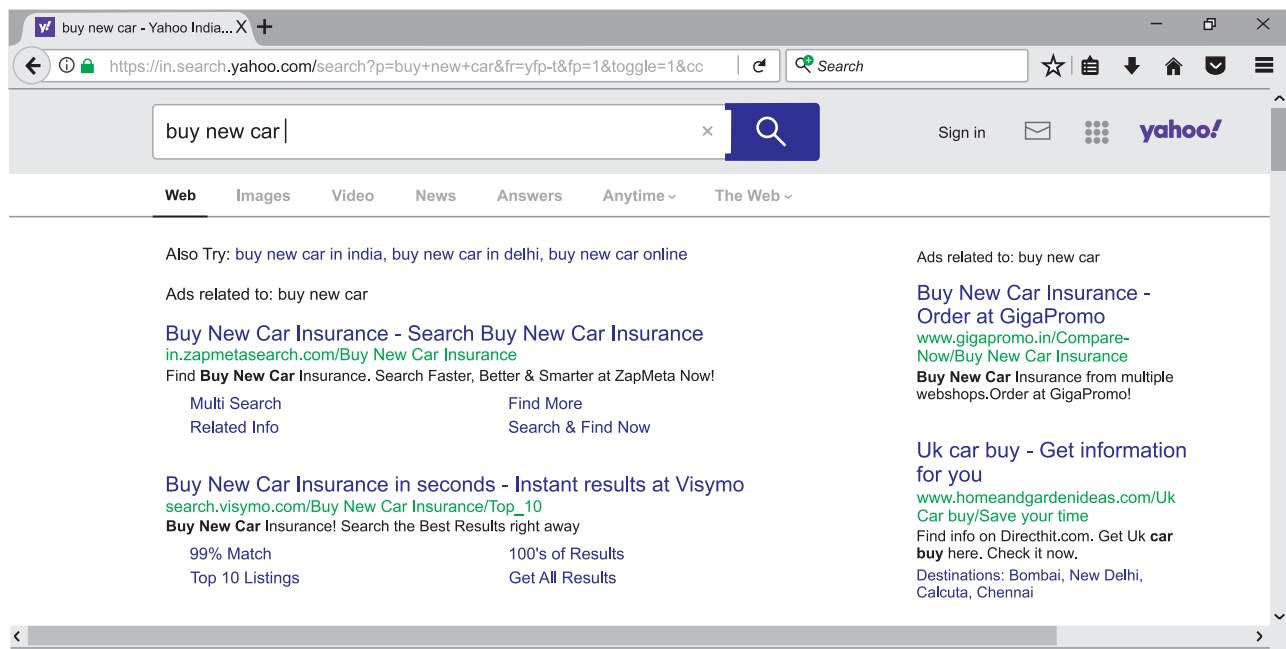 y! buy new car - Yahoo India... X +
https://in.search.yahoo.com/search?p=buy+new+car&fr=yfp-t&fp=1&toggle=1&cc
Search
buy new car
×
Sign in
yahoo!
Web Images Video News Answers Anytime The Web
Also Try: buy new car in india, buy new car in delhi, buy new car online
Ads related to: buy new car
Buy New Car Insurance - Search Buy New Car Insurance
in.zapmetasearch.com/Buy New Car Insurance
Find Buy New Car Insurance. Search Faster, Better & Smarter at ZapMeta Now!
Multi Search Find More
Related Info Search & Find Now
Buy New Car Insurance in seconds - Instant results at Visymo
search.visymo.com/Buy New Car Insurance/Top_10
Buy New Car Insurance! Search the Best Results right away
99% Match 100's of Results
Top 10 Listings Get All Results
Ads related to: buy new car
Buy New Car Insurance -
Order at GigaPromo
www.gigapromo.in/Compare-
Now/Buy New Car Insurance
Buy New Car Insurance from multiple
webshops.Order at GigaPromo!
Uk car buy - Get information
for you
www.homeandgardenideas.com/Uk
Car buy/Save your time
Find info on Directhit.com. Get Uk car
buy here. Check it now.
Destinations: Bombai, New Delhi,
Calcuta, Chennai